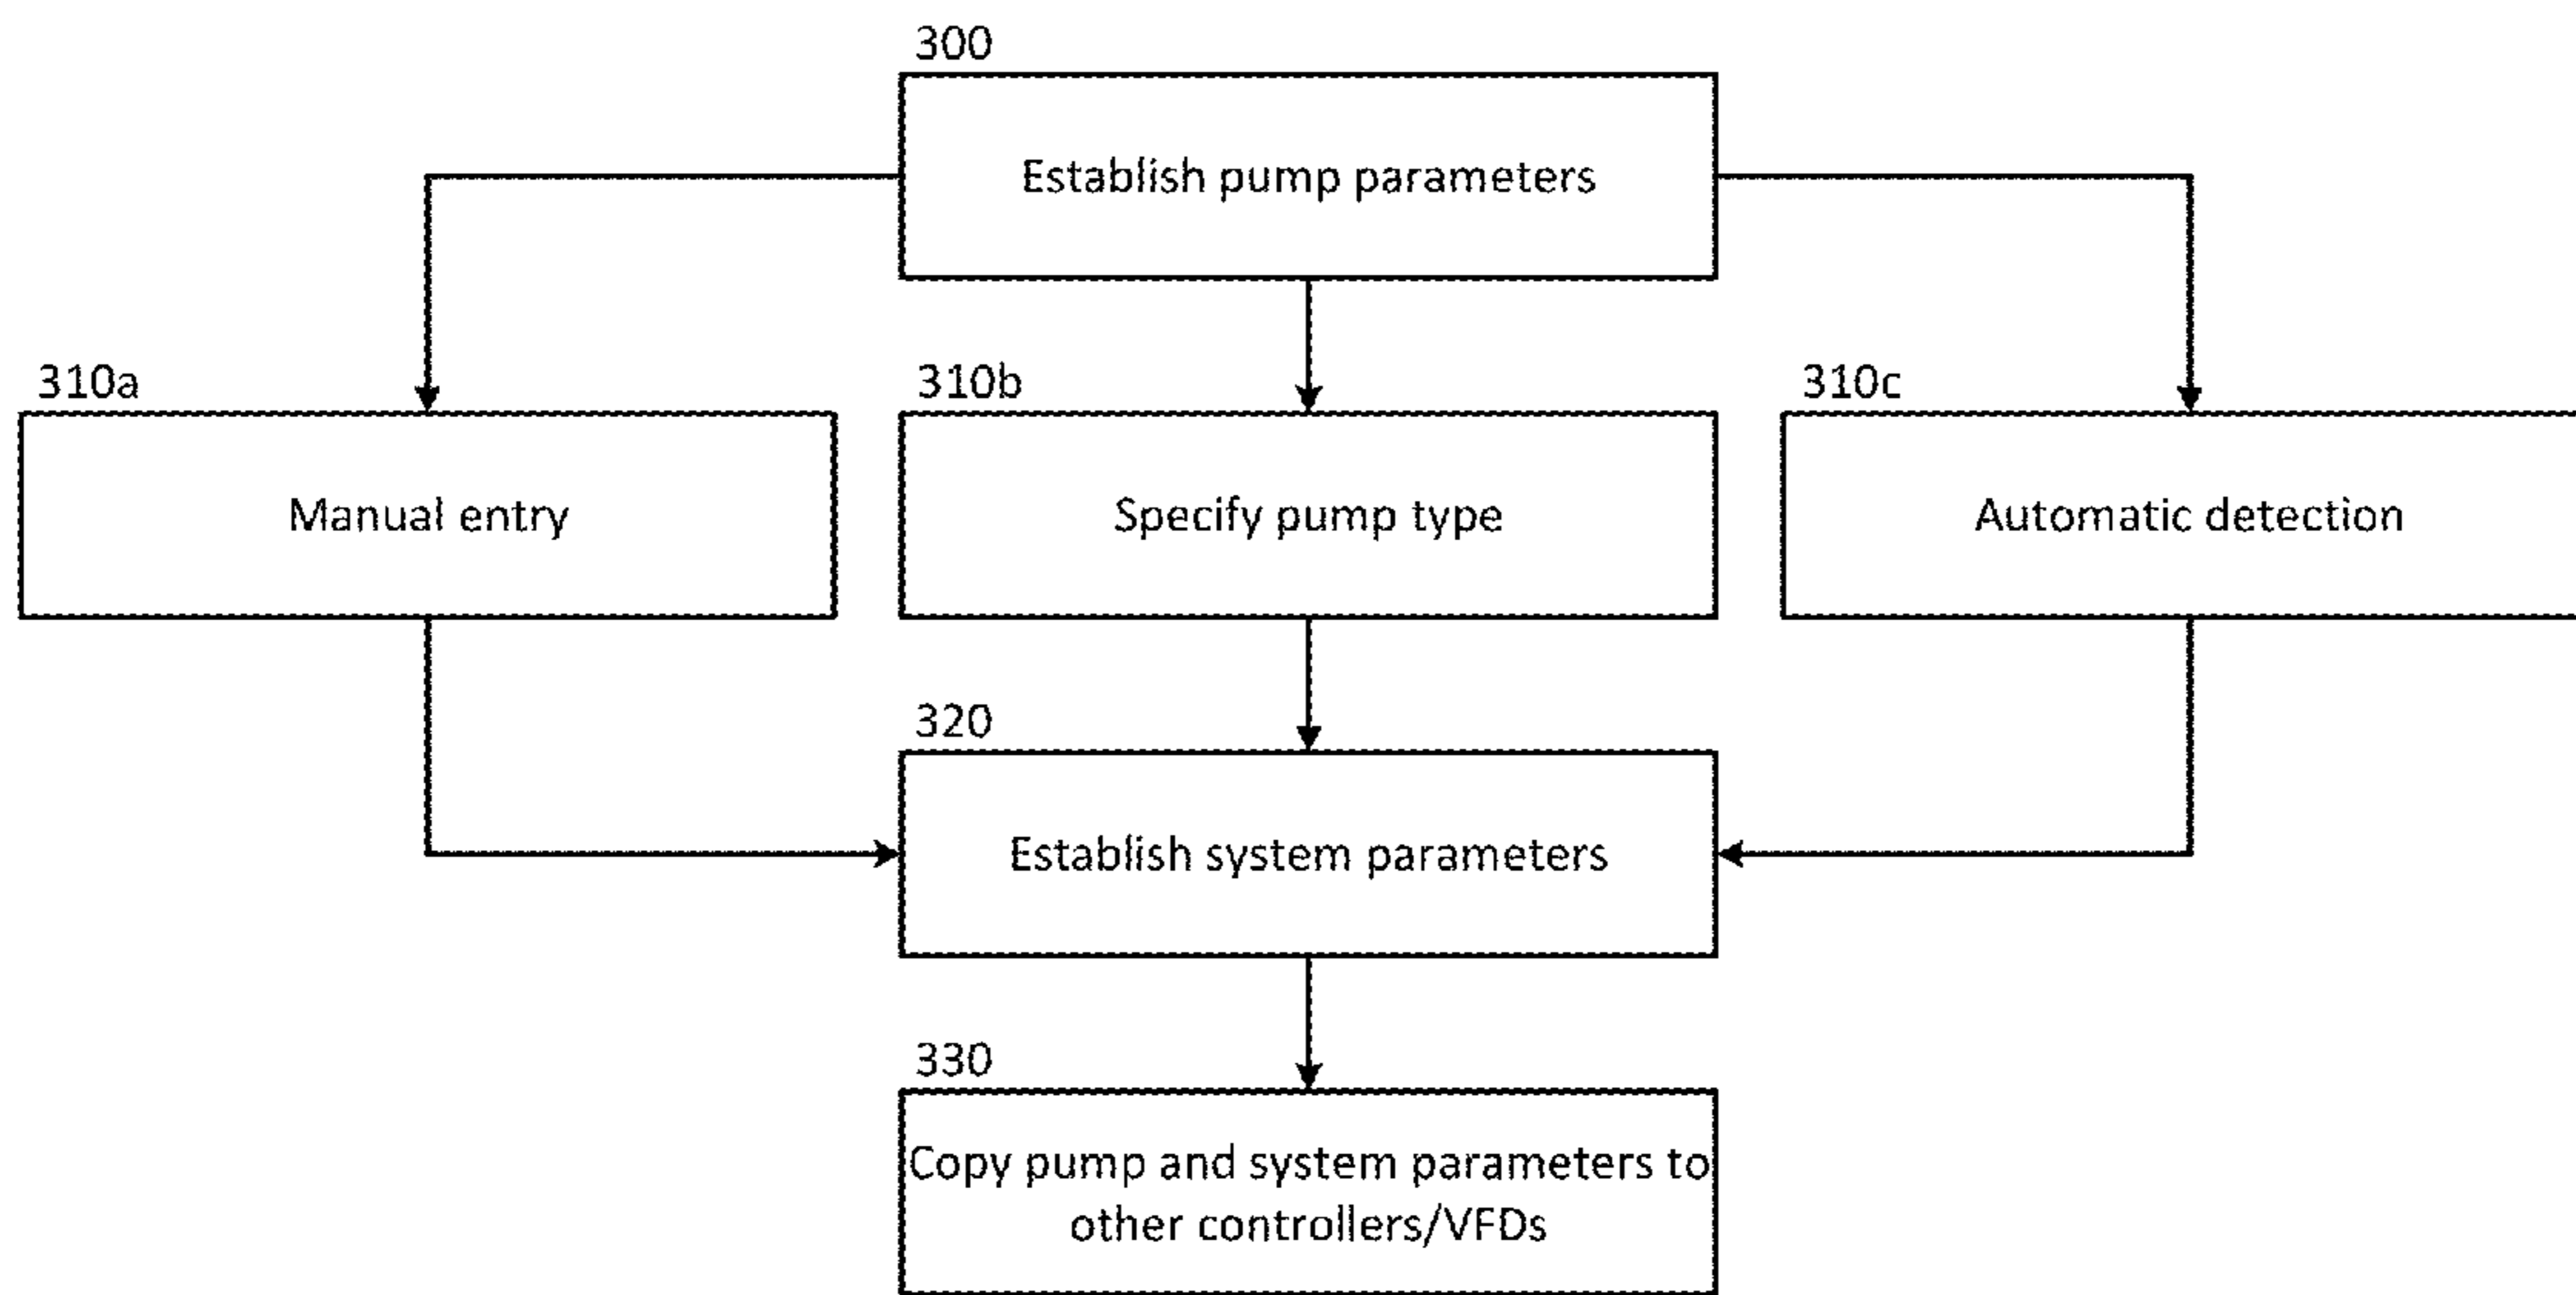 300
Establish pump parameters
310a
Manual entry
310b
Specify pump type
310c
Automatic detection
320
Establish system parameters
330
Copy pump and system parameters to
other controllers/VFDs